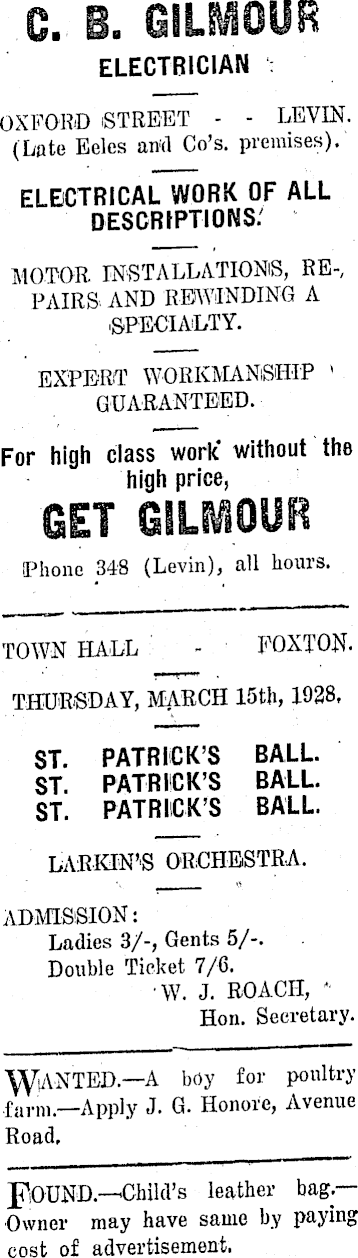 C. B. GILMOUR
ELECTRICIAN
OXFORD STREET - - LEVIN.
(Late Eeles and Co's. premises).
ELECTRICAL WORK OF ALL
DESCRIPTIONS.
MOTOR INSTALLATIONS, RE-
PAIRS AND REWINDING A
SPECIALTY.
EXPERT WORKMANSHIP
GUARANTEED.
For high class work without the
high price,
GET GILMOUR
Phone 348 (Levin), all hours.
TOWN HALL - FOXTON.
THURSDAY, MARCH 15th, 1928.
ST. PATRICK'S BALL.
ST. PATRICK'S BALL.
ST. PATRICK'S BALL.
LARKIN'S ORCHESTRA.
ADMISSION:
Ladies 3/-, Gents 5/-.
Double Ticket 7/6.
W. J. ROACH,
Hon. Secretary.
WANTED.—A boy for poultry
farm.—Apply J. G. Honore, Avenue
Road.
FOUND.—Child's leather bag.—
Owner may have same by paying
cost of advertisement.